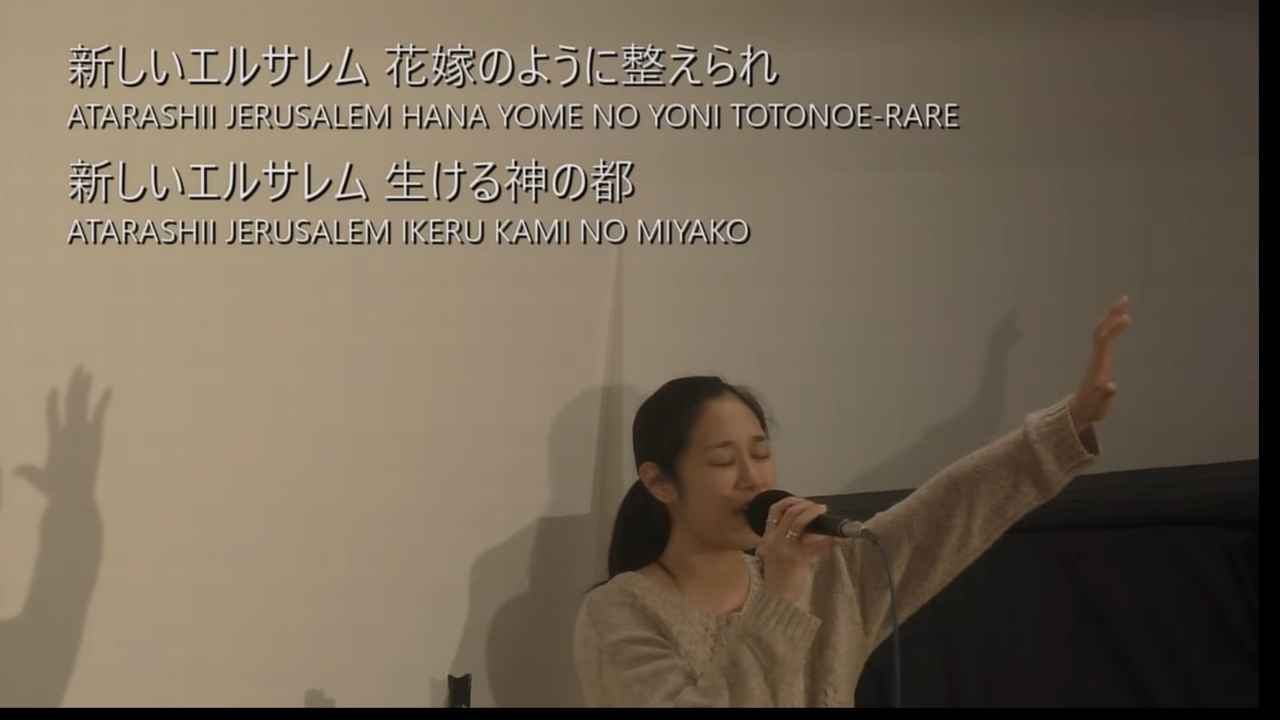 新しいエルサレム 花嫁のように整えられ
ATARASHII JERUSALEM HANA YOME NO YONI TOTONOE-RARE
新しいエルサレム 生ける神の都
ATARASHII JERUSALEM IKERU KAMI NO MIYAKO